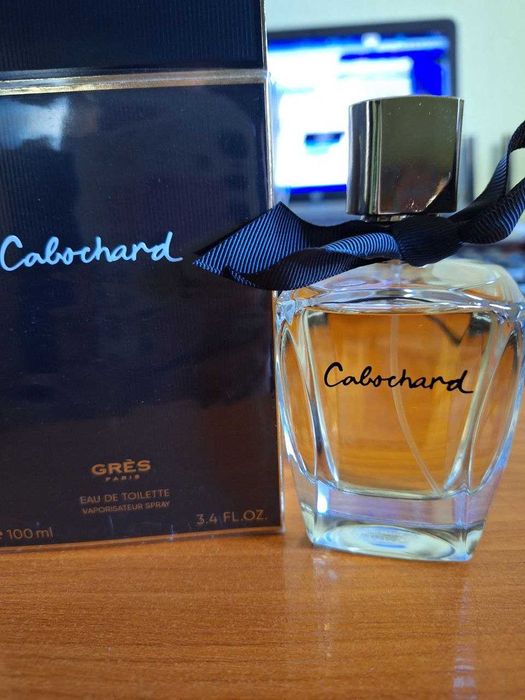 Cabochard
GRÈS
PARIS
EAU DE TOILETTE
VAPORISATEUR SPRAY
e 100 ml
3.4 FL.OZ.
Cabochard